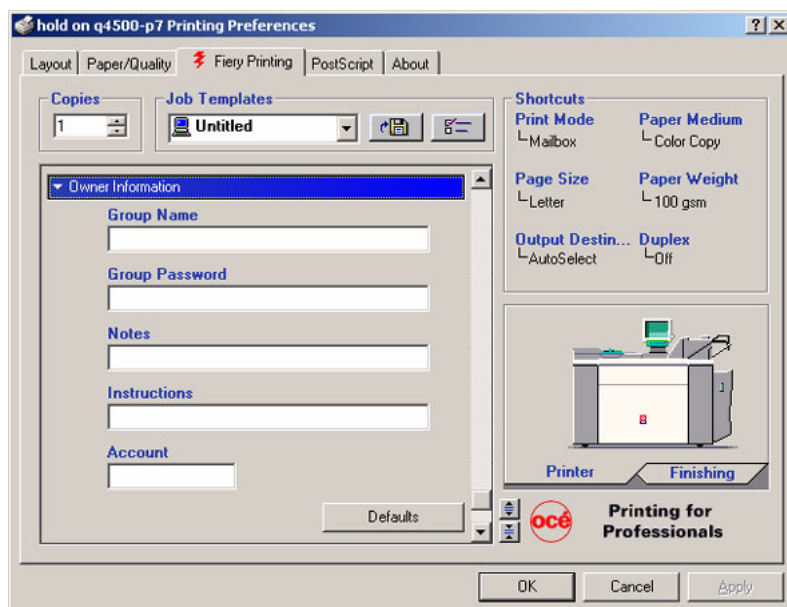 hold on q4500-p7 Printing Preferences
Layout
Paper/Quality
Fiery Printing
PostScript
About
Copies
1
Job Templates
Untitled
Owner Information
Group Name
Group Password
Notes
Instructions
Account
Defaults
Shortcuts
Print Mode
Mailbox
Paper Medium
Color Copy
Page Size
Letter
Paper Weight
100 gsm
Output Destin...
AutoSelect
Duplex
Off
Printer
Finishing
océ
Printing for
Professionals
OK
Cancel
Apply